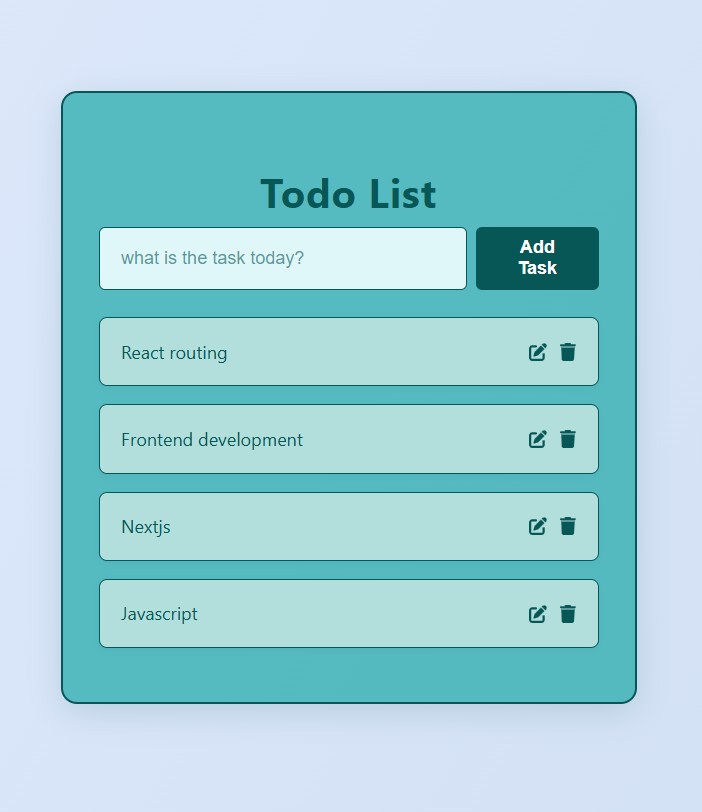 Todo List
what is the task today?
Add
Task
React routing
Frontend development
Nextjs
Javascript